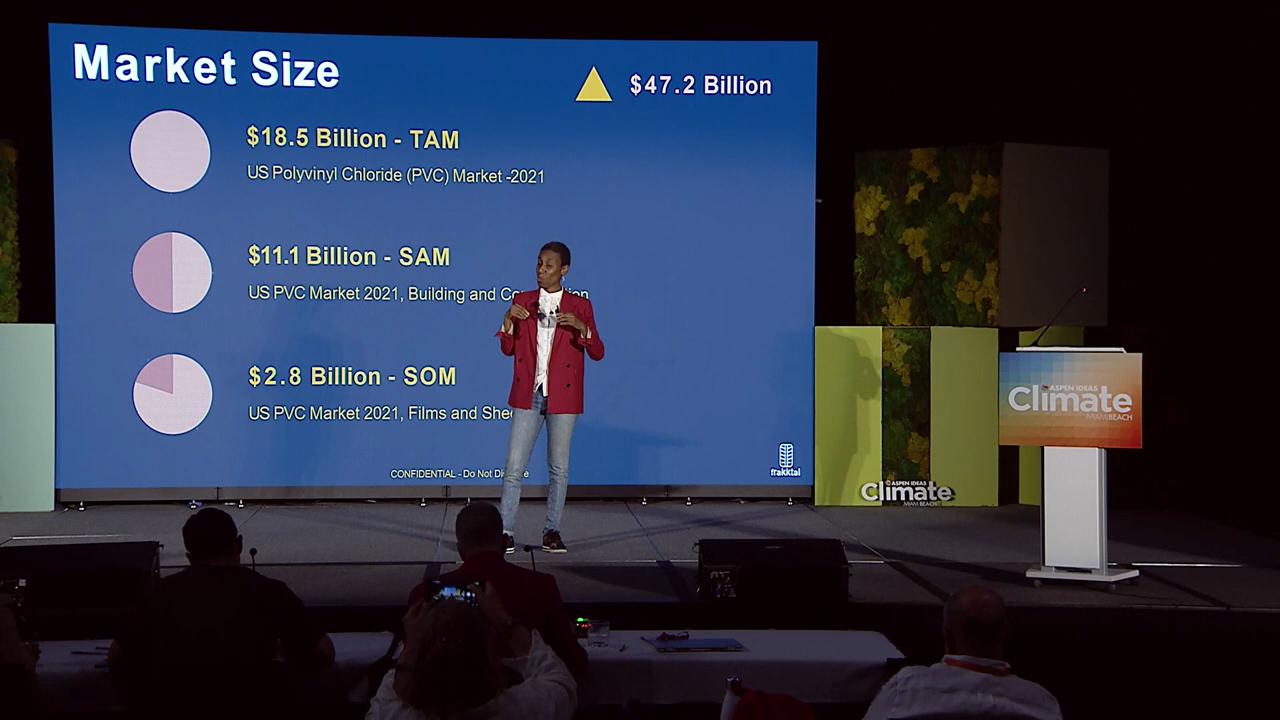 Market Size
$47.2 Billion
$18.5 Billion - TAM
US Polyvinyl Chloride (PVC) Market -2021
$11.1 Billion - SAM
US PVC Market 2021, Building and
$2.8 Billion - SOM
US PVC Market 2021, Films and
CONFIDENTIAL - Do Not
frakktal
ASPEN IDEAS
Climate
MIAMI BEACH
ASPEN IDEAS
Climate
MIAMI BEACH